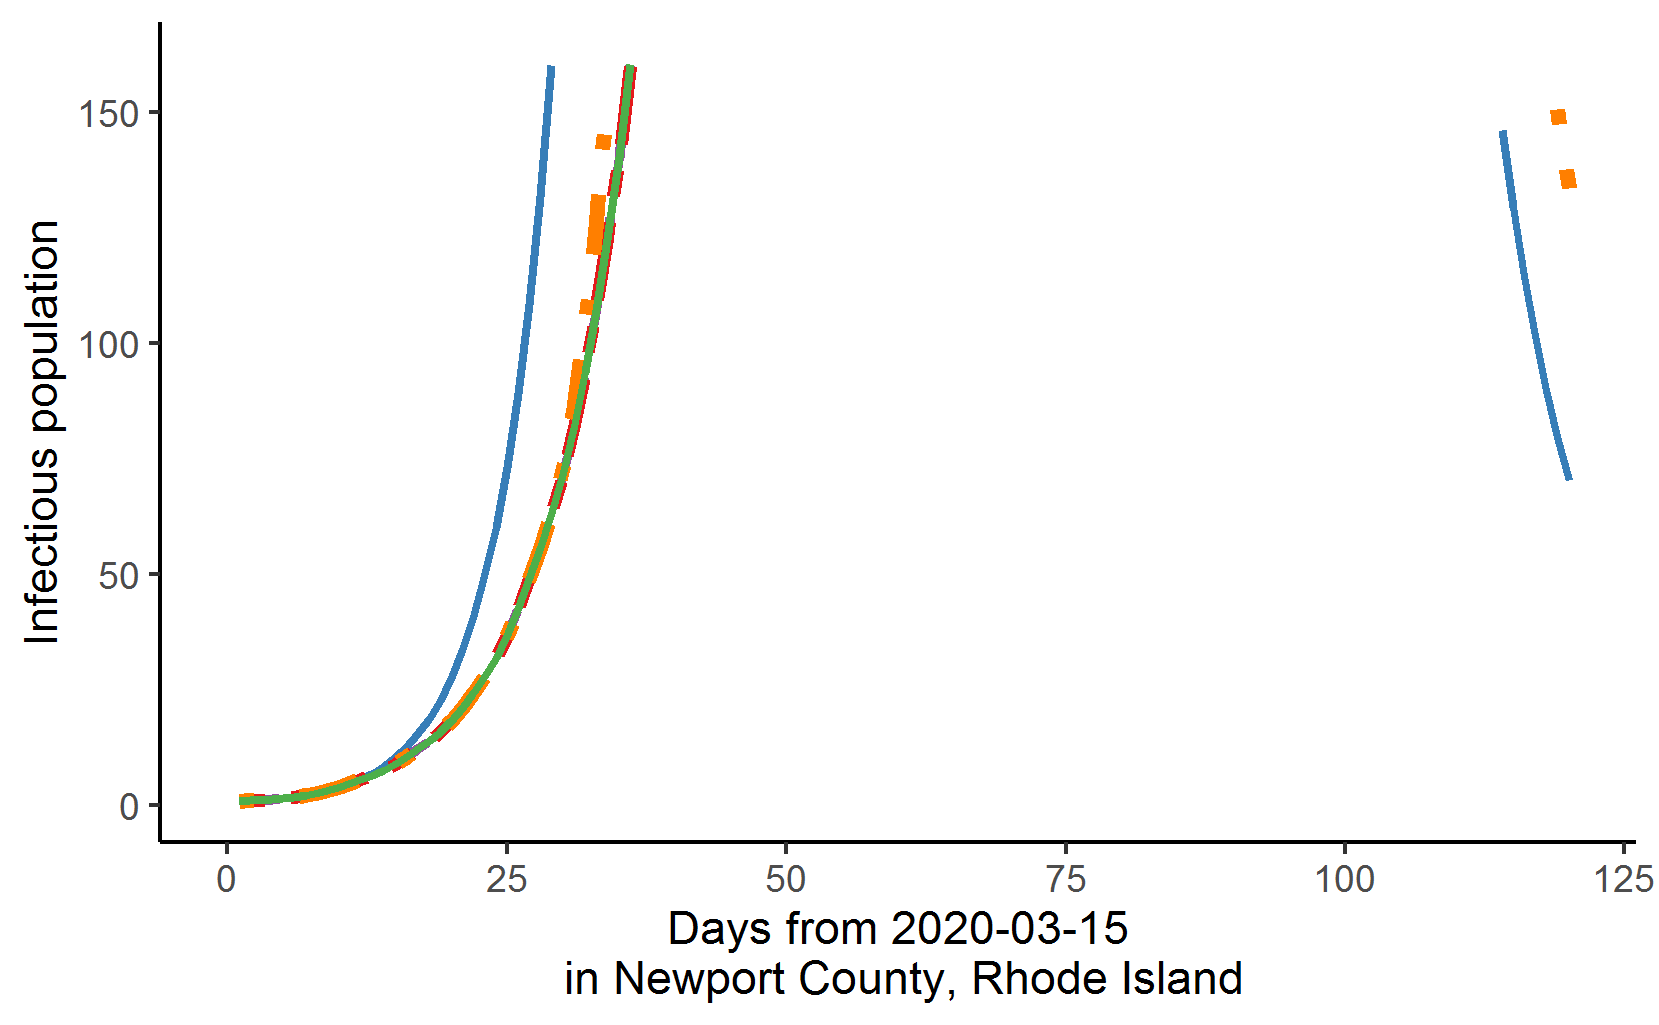 Infectious population
150
100
50
0
0 25 50 75 100 125
Days from 2020-03-15
in Newport County, Rhode Island